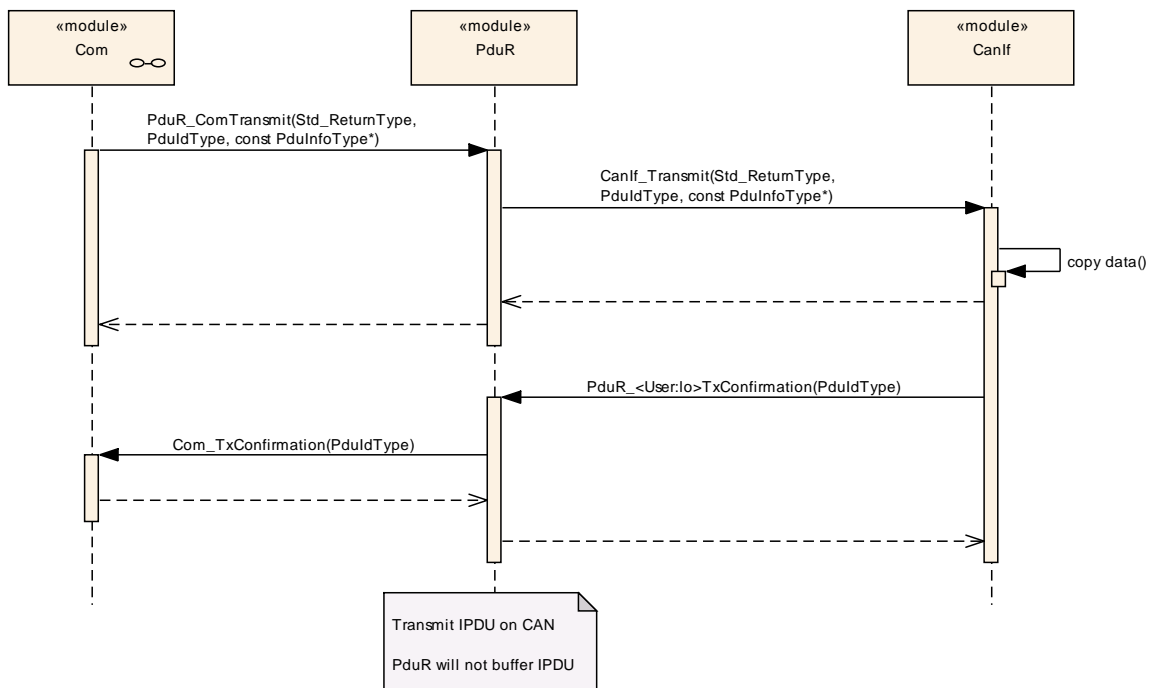 «module»
Com
«module»
PduR
«module»
CanIf
PduR_ComTransmit(Std_ReturnType,
PduIdType, const PduInfoType*)
CanIf_Transmit(Std_ReturnType,
PduIdType, const PduInfoType*)
copy data()
PduR_<User:lo>TxConfirmation(PduIdType)
Com_TxConfirmation(PduIdType)
Transmit IPDU on CAN
PduR will not buffer IPDU